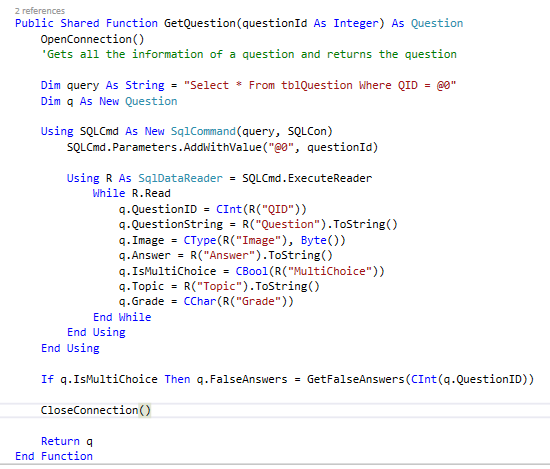 2 references
Public Shared Function GetQuestion(questionId As Integer) As Question
OpenConnection()
'Gets all the information of a question and returns the question
Dim query As String = "Select * From tblQuestion Where QID = @0"
Dim q As New Question
Using SQLCmd As New SqlCommand(query, SQLCon)
SQLCmd.Parameters.AddWithValue("@0", questionId)
Using R As SqlDataReader = SQLCmd.ExecuteReader
While R.Read
q.QuestionID = CInt(R("QID"))
q.QuestionString = R("Question").ToString()
q.Image = CType(R("Image"), Byte())
q.Answer = R("Answer").ToString()
q.IsMultiChoice = CBool(R("MultiChoice"))
q.Topic = R("Topic").ToString()
q.Grade = CChar(R("Grade"))
End While
End Using
End Using
If q.IsMultiChoice Then q.FalseAnswers = GetFalseAnswers(CInt(q.QuestionID))
CloseConnection()
Return q
End Function